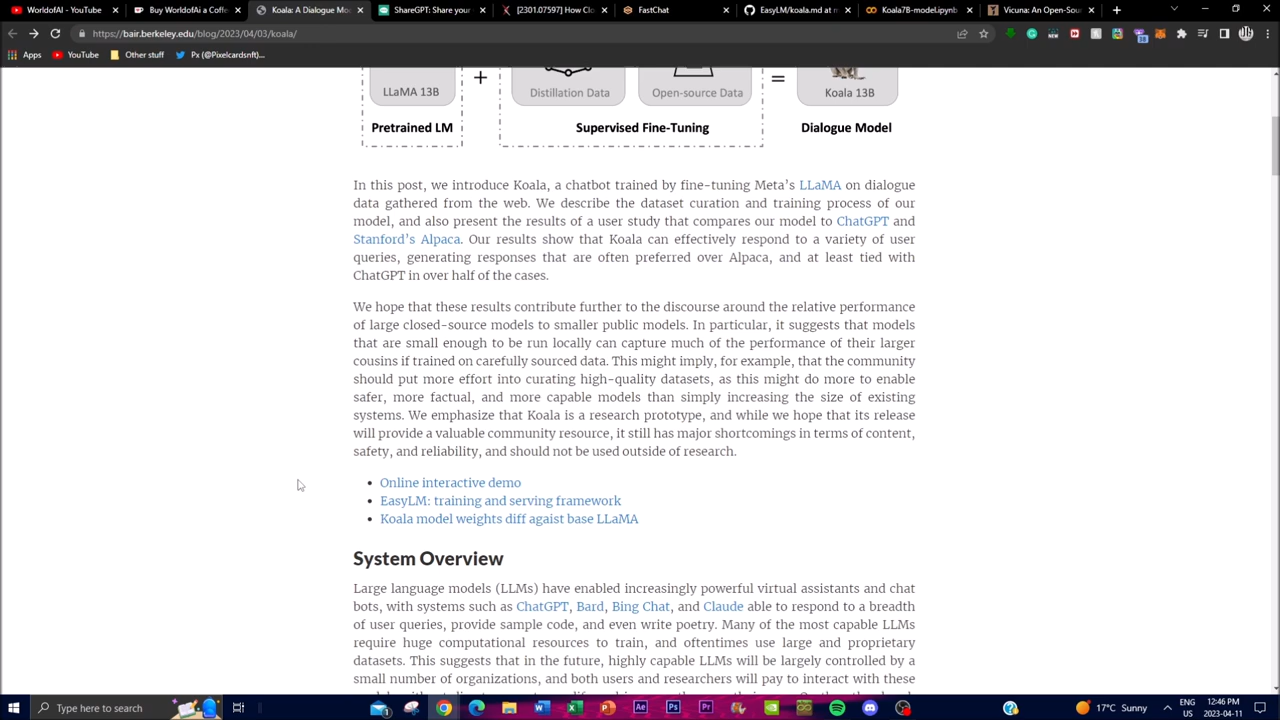 WorldofAI - YouTube
Buy WorldofAI a Coffe
Koala: A Dialogue Mo
ShareGPT: Share your
[2301.07597] How Clo
FastChat
EasyLM/koala.md at m
Koala7B-model.ipynb
Vicuna: An Open-Sou
https://bair.berkeley.edu/blog/2023/04/03/koala/
Apps
YouTube
Other stuff
Px (@Pixelcardsnft)...
LLaMA 13B
+
Distillation Data
Open-source Data
=
Koala 13B
Pretrained LM
Supervised Fine-Tuning
Dialogue Model
In this post, we introduce Koala, a chatbot trained by fine-tuning Meta's LLaMA on dialogue
data gathered from the web. We describe the dataset curation and training process of our
model, and also present the results of a user study that compares our model to ChatGPT and
Stanford's Alpaca. Our results show that Koala can effectively respond to a variety of user
queries, generating responses that are often preferred over Alpaca, and at least tied with
ChatGPT in over half of the cases.
We hope that these results contribute further to the discourse around the relative performance
of large closed-source models to smaller public models. In particular, it suggests that models
that are small enough to be run locally can capture much of the performance of their larger
cousins if trained on carefully sourced data. This might imply, for example, that the community
should put more effort into curating high-quality datasets, as this might do more to enable
safer, more factual, and more capable models than simply increasing the size of existing
systems. We emphasize that Koala is a research prototype, and while we hope that its release
will provide a valuable community resource, it still has major shortcomings in terms of content,
safety, and reliability, and should not be used outside of research.
• Online interactive demo
• EasyLM: training and serving framework
• Koala model weights diff agaist base LLaMA
System Overview
Large language models (LLMs) have enabled increasingly powerful virtual assistants and chat
bots, with systems such as ChatGPT, Bard, Bing Chat, and Claude able to respond to a breadth
of user queries, provide sample code, and even write poetry. Many of the most capable LLMs
require huge computational resources to train, and oftentimes use large and proprietary
datasets. This suggests that in the future, highly capable LLMs will be largely controlled by a
small number of organizations, and both users and researchers will pay to interact with these
Type here to search
17°C Sunny
ENG
12:46 PM
2023-04-11